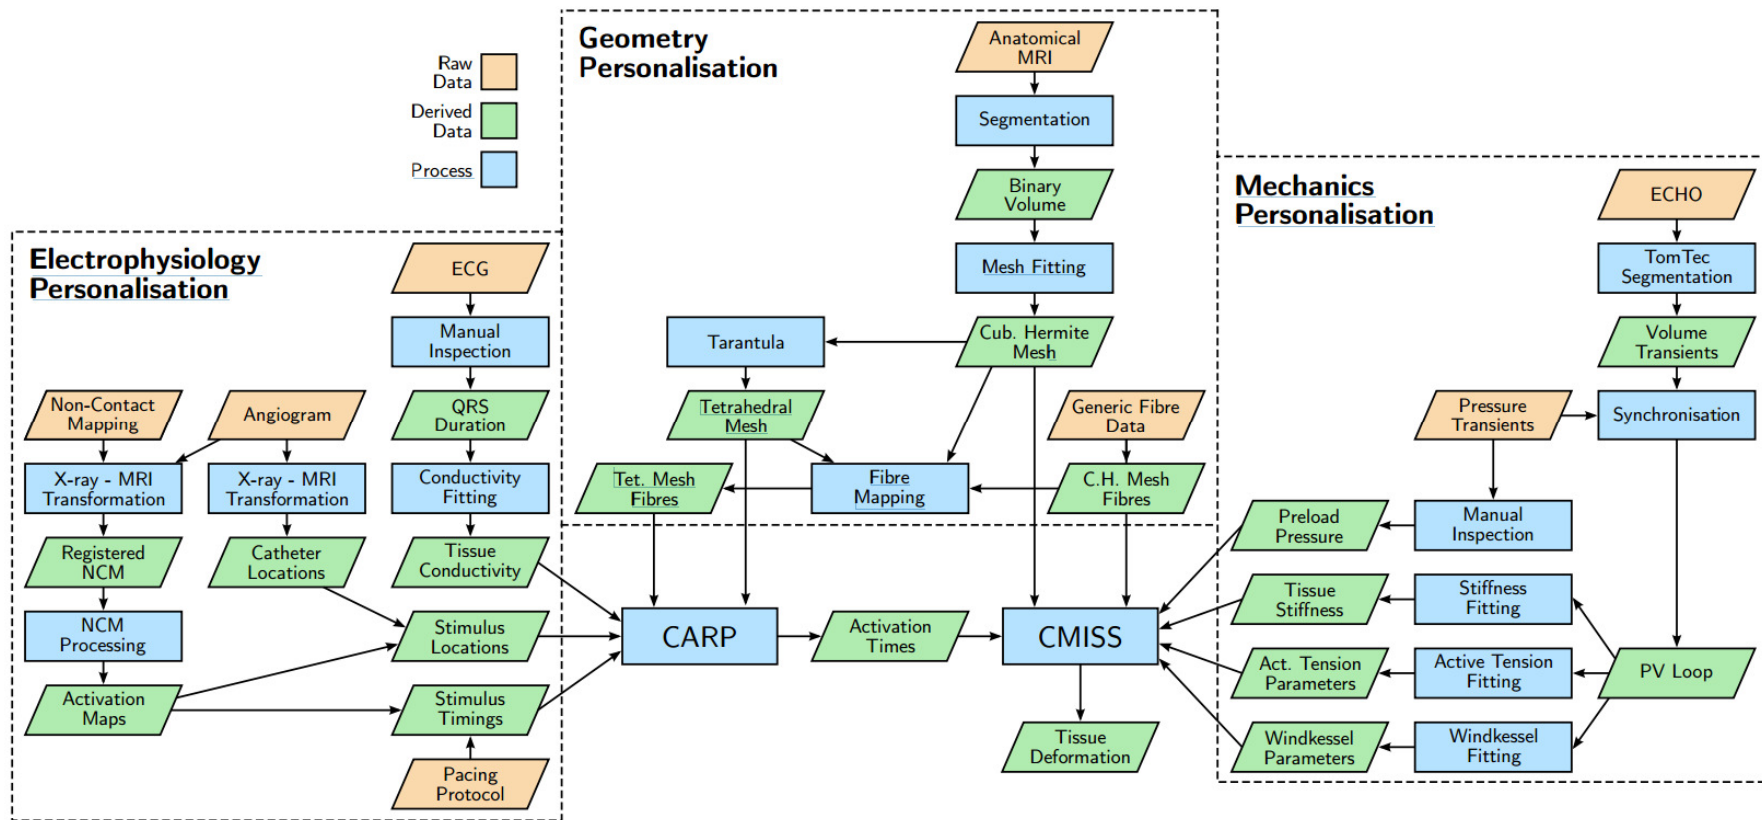 Raw
Data
Derived
Data
Process
Geometry
Personalisation
Anatomical
MRI
Segmentation
Binary
Volume
Mesh Fitting
Cub. Hermite
Mesh
Tarantula
Tetrahedral
Mesh
Generic Fibre
Data
Tet. Mesh
Fibres
Fibre
Mapping
C.H. Mesh
Fibres
Electrophysiology
Personalisation
ECG
Manual
Inspection
Non-Contact
Mapping
Angiogram
QRS
Duration
X-ray - MRI
Transformation
X-ray - MRI
Transformation
Conductivity
Fitting
Registered
NCM
Catheter
Locations
Tissue
Conductivity
NCM
Processing
Stimulus
Locations
Activation
Maps
Stimulus
Timings
Pacing
Protocol
CARP
Activation
Times
CMISS
Tissue
Deformation
Mechanics
Personalisation
ECHO
TomTec
Segmentation
Volume
Transients
Pressure
Transients
Synchronisation
Preload
Pressure
Manual
Inspection
Tissue
Stiffness
Stiffness
Fitting
Act. Tension
Parameters
Active Tension
Fitting
PV Loop
Windkessel
Parameters
Windkessel
Fitting